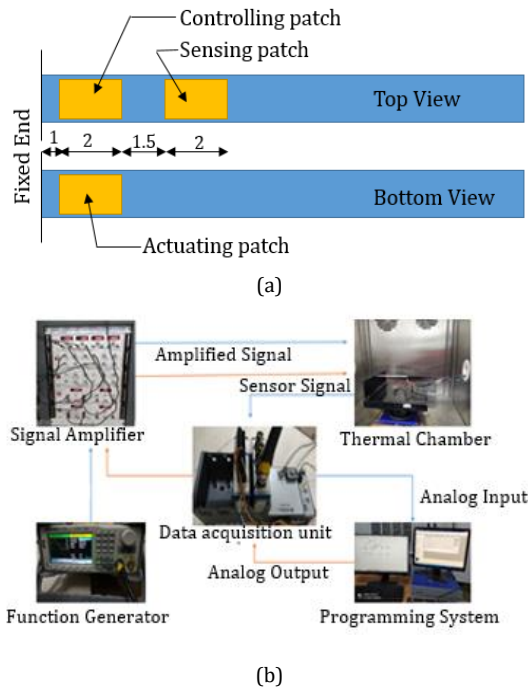 Controlling patch
Sensing patch
Top View
Fixed End
1 2 1.5 2
Bottom View
Actuating patch
(a)
Amplified Signal
Sensor Signal
Signal Amplifier
Thermal Chamber
Analog Input
Data acquisition unit
Analog Output
Function Generator
Programming System
(b)